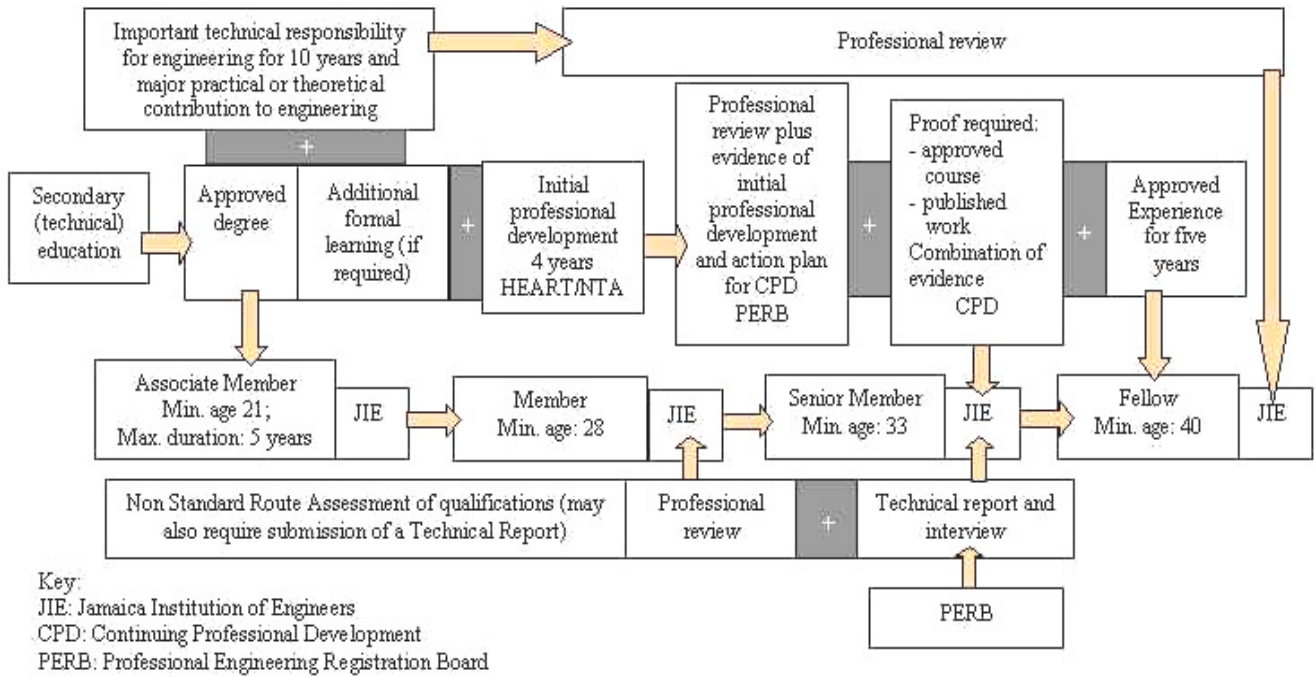 Important technical responsibility
for engineering for 10 years and
major practical or theoretical
contribution to engineering
Professional review
+
Secondary
(technical)
education
Approved
degree
Additional
formal
learning (if
required)
+
Initial
professional
development
4 years
HEART/NTA
Professional
review plus
evidence of
initial
professional
development
and action plan
for CPD
PERB
+
Proof required:
- approved
course
- published
work
Combination of
evidence
CPD
+
Approved
Experience
for five
years
Associate Member
Min. age 21;
Max. duration: 5 years
JIE
Member
Min. age: 28
JIE
Senior Member
Min. age: 33
JIE
Fellow
Min. age: 40
JIE
Non Standard Route Assessment of qualifications (may
also require submission of a Technical Report)
Professional
review
+
Technical report and
interview
PERB
Key:
JIE: Jamaica Institution of Engineers
CPD: Continuing Professional Development
PERB: Professional Engineering Registration Board